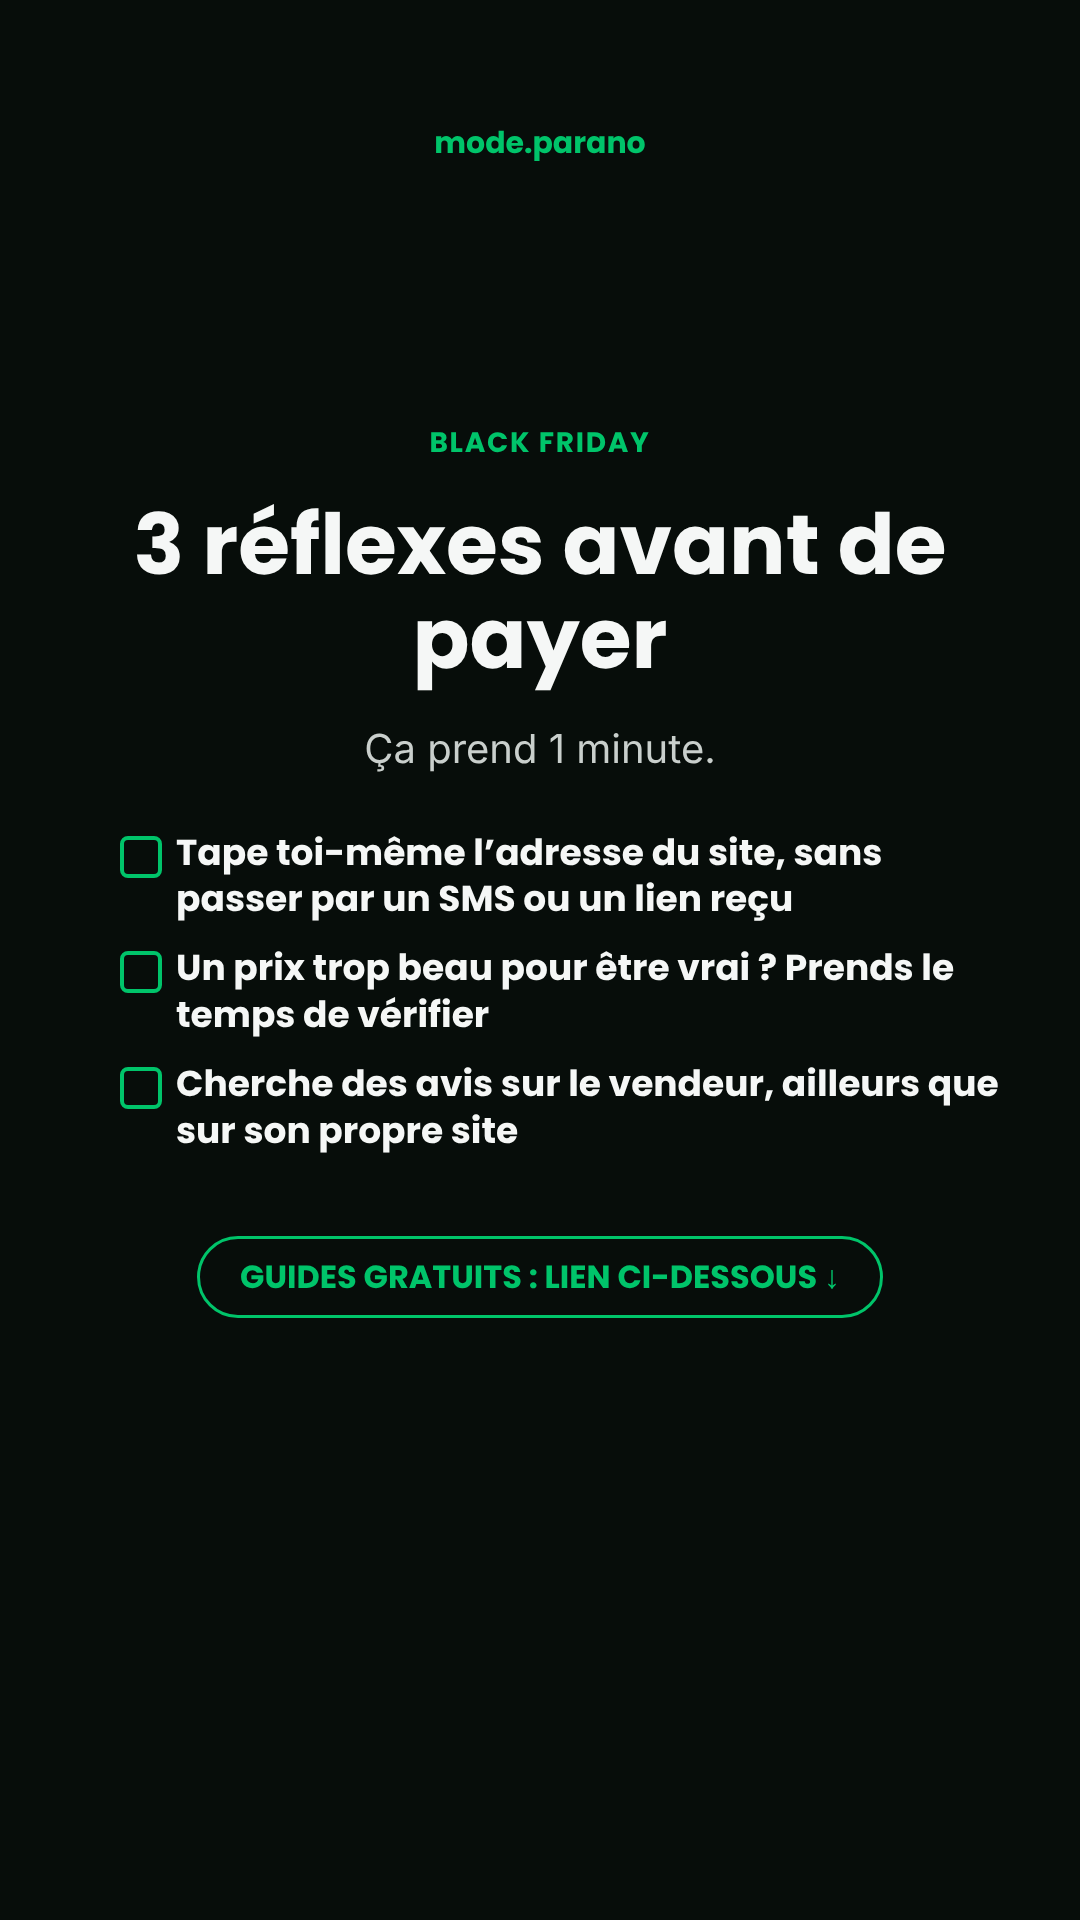 mode.parano
BLACK FRIDAY
3 réflexes avant de
payer
Ça prend 1 minute.
Tape toi-même l’adresse du site, sans
passer par un SMS ou un lien reçu
Un prix trop beau pour être vrai ? Prends le
temps de vérifier
Cherche des avis sur le vendeur, ailleurs que
sur son propre site
GUIDES GRATUITS : LIEN CI-DESSOUS ↓